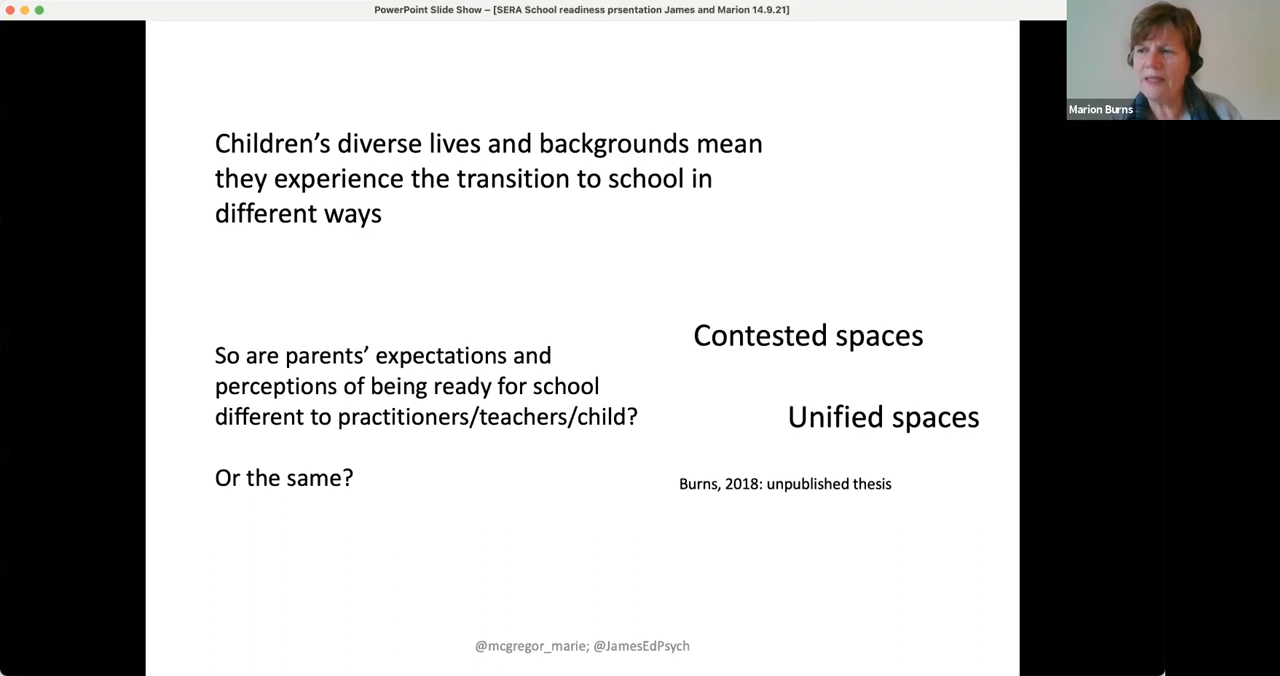 PowerPoint Slide Show – [SERA School readiness prsentation James and Marion 14.9.21]
Marion Burns
Children’s diverse lives and backgrounds mean
they experience the transition to school in
different ways
So are parents’ expectations and
perceptions of being ready for school
different to practitioners/teachers/child?
Or the same?
Contested spaces
Unified spaces
Burns, 2018: unpublished thesis
@mcgregor_marie; @JamesEdPsych